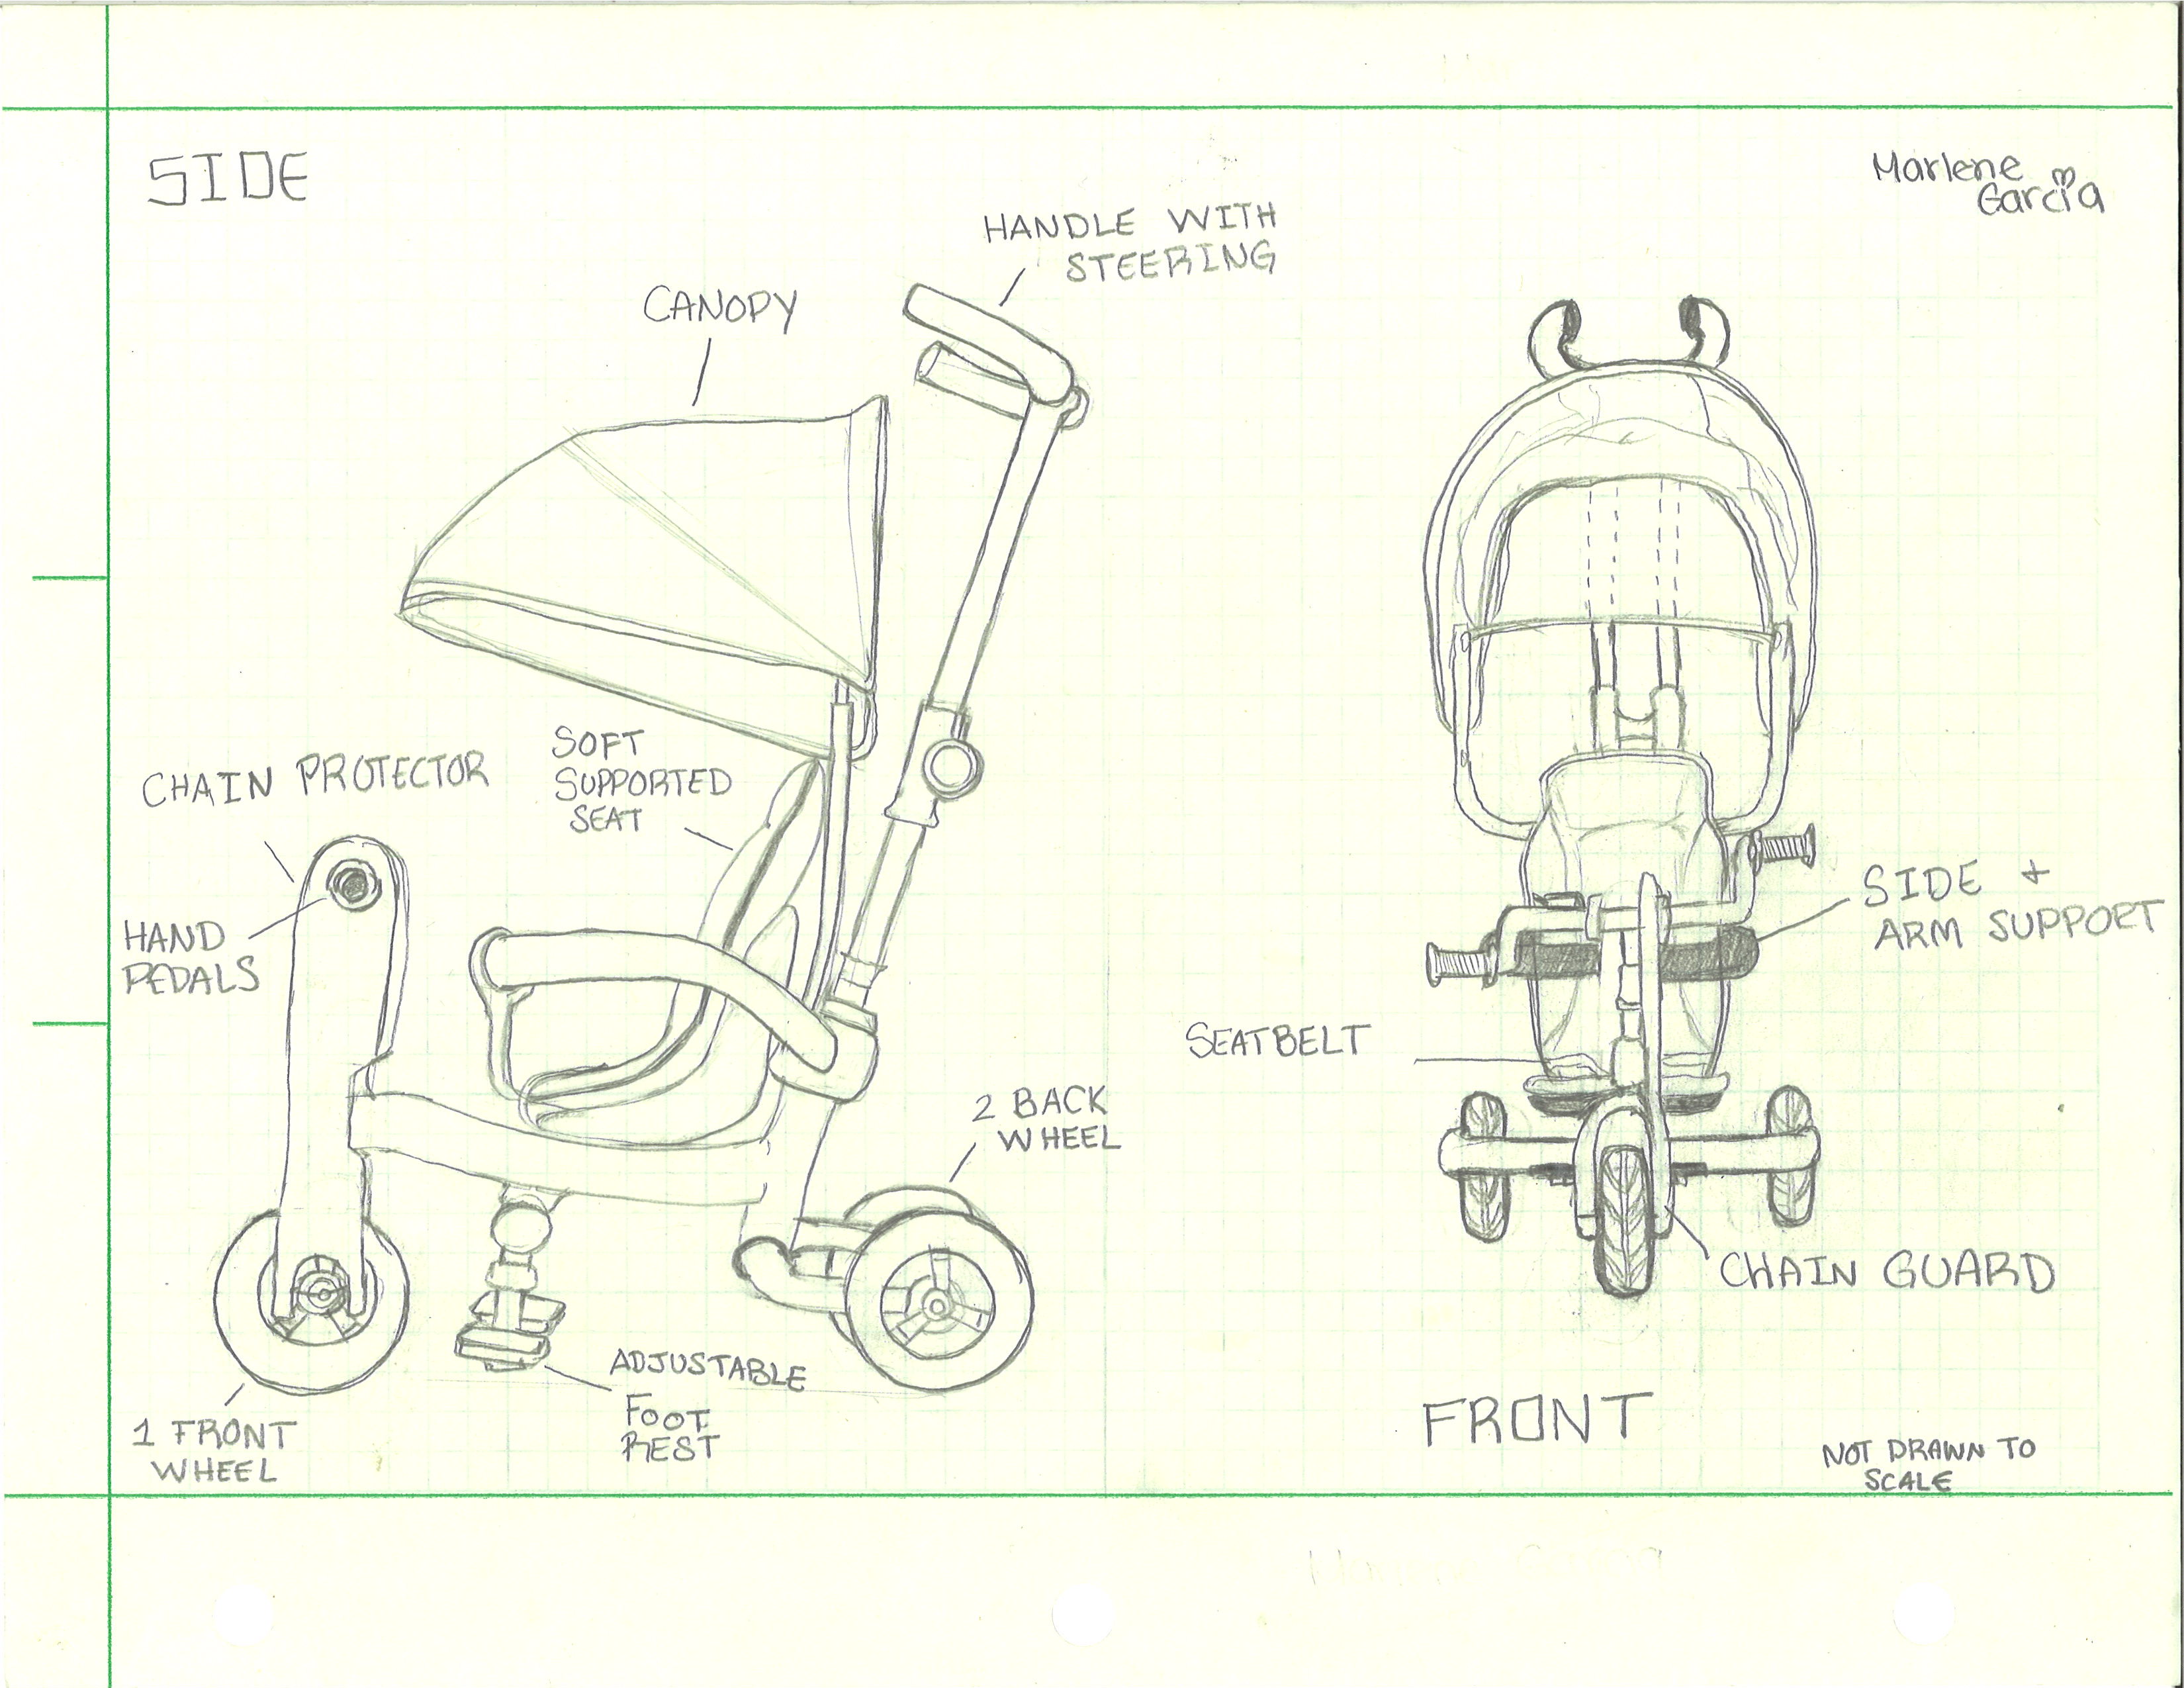 SIDE
Marlene
Garcia
HANDLE WITH
STEERING
CANOPY
SOFT
SUPPORTED
SEAT
CHAIN PROTECTOR
HAND
PEDALS
2 BACK
WHEEL
ADJUSTABLE
FOOT
REST
1 FRONT
WHEEL
SIDE +
ARM SUPPORT
SEATBELT
CHAIN GUARD
FRONT
NOT DRAWN TO
SCALE